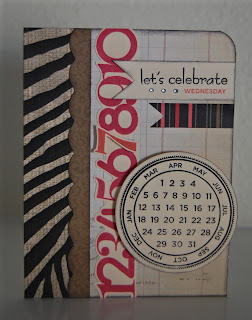 let's celebrate
WEDNESDAY
12345678910
JAN FEB MAR APR MAY JUN JUL AUG SEP OCT NOV DEC
1 2 3 4
5 6 7 8 9 10 11
12 13 14 15 16 17
18 19 20 21 22 23
24 25 26 27 28
29 30 31